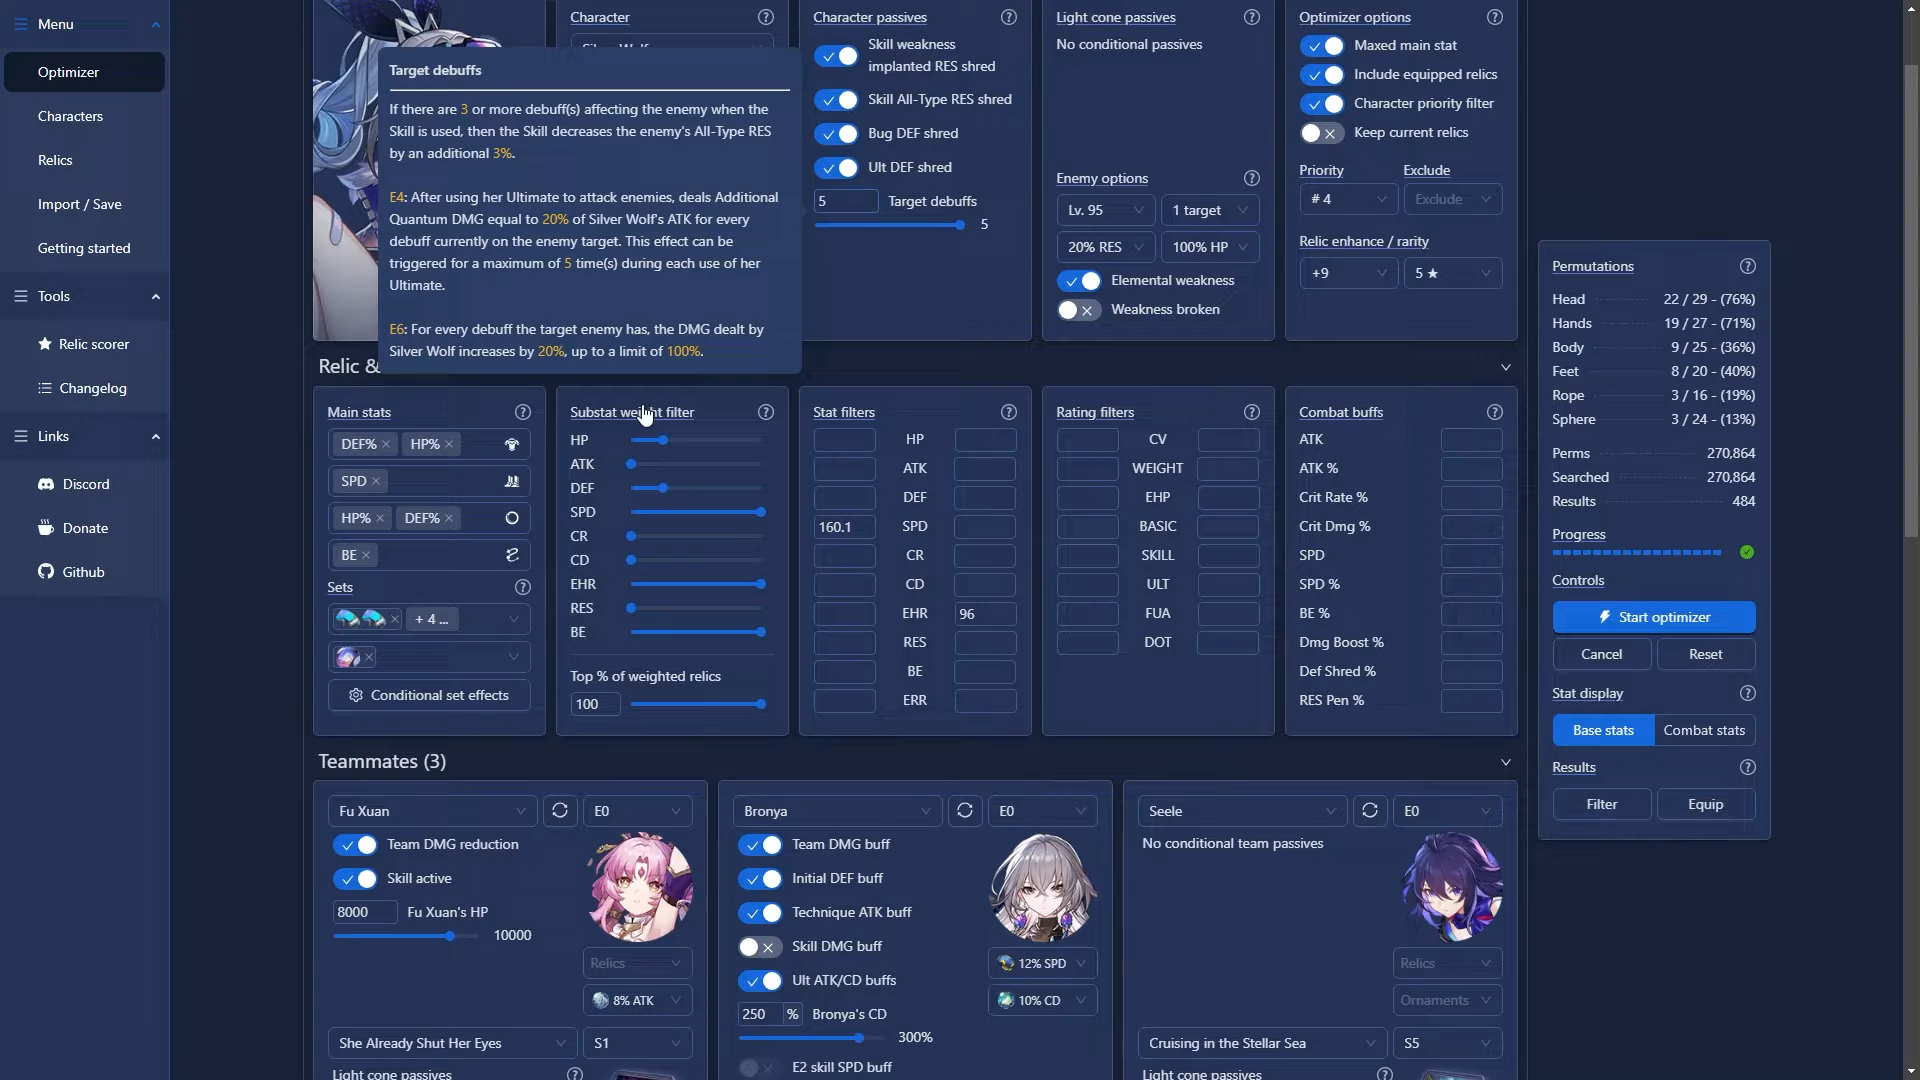 Menu
Optimizer
Characters
Relics
Import / Save
Getting started
Tools
Relic scorer
Changelog
Links
Discord
Donate
Github
Character
Target debuffs
If there are 3 or more debuff(s) affecting the enemy when the
Skill is used, then the Skill decreases the enemy's All-Type RES
by an additional 3%.
E4: After using her Ultimate to attack enemies, deals Additional
Quantum DMG equal to 20% of Silver Wolf's ATK for every
debuff currently on the enemy target. This effect can be
triggered for a maximum of 5 time(s) during each use of her
Ultimate.
E6: For every debuff the target enemy has, the DMG dealt by
Silver Wolf increases by 20%, up to a limit of 100%.
Character passives
Skill weakness
implanted RES shred
Skill All-Type RES shred
Bug DEF shred
Ult DEF shred
5 Target debuffs
5
Light cone passives
No conditional passives
Enemy options
Lv. 95 1 target
20% RES 100% HP
Elemental weakness
Weakness broken
Optimizer options
Maxed main stat
Include equipped relics
Character priority filter
Keep current relics
Priority Exclude
# 4 Exclude
Relic enhance / rarity
+9 5 ★
Relic &
Main stats
DEF% HP%
SPD
HP% DEF%
BE
Sets
+ 4 ...
Conditional set effects
Substat weight filter
HP
ATK
DEF
SPD
CR
CD
EHR
RES
BE
Top % of weighted relics
100
Stat filters
HP
ATK
DEF
160.1 SPD
CR
CD
EHR 96
RES
BE
ERR
Rating filters
CV
WEIGHT
EHP
BASIC
SKILL
ULT
FUA
DOT
Combat buffs
ATK
ATK %
Crit Rate %
Crit Dmg %
SPD
SPD %
BE %
Dmg Boost %
Def Shred %
RES Pen %
Permutations
Head 22 / 29 - (76%)
Hands 19 / 27 - (71%)
Body 9 / 25 - (36%)
Feet 8 / 20 - (40%)
Rope 3 / 16 - (19%)
Sphere 3 / 24 - (13%)
Perms 270,864
Searched 270,864
Results 484
Progress
Controls
Start optimizer
Cancel Reset
Stat display
Base stats Combat stats
Results
Filter Equip
Teammates (3)
Fu Xuan E0
Team DMG reduction
Skill active
8000 Fu Xuan's HP
10000
Relics
8% ATK
She Already Shut Her Eyes S1
Light cone passives
Bronya E0
Team DMG buff
Initial DEF buff
Technique ATK buff
Skill DMG buff
Ult ATK/CD buffs
250 % Bronya's CD
300%
E2 skill SPD buff
12% SPD
10% CD
Seele E0
No conditional team passives
Relics
Ornaments
Cruising in the Stellar Sea S5
Light cone passives